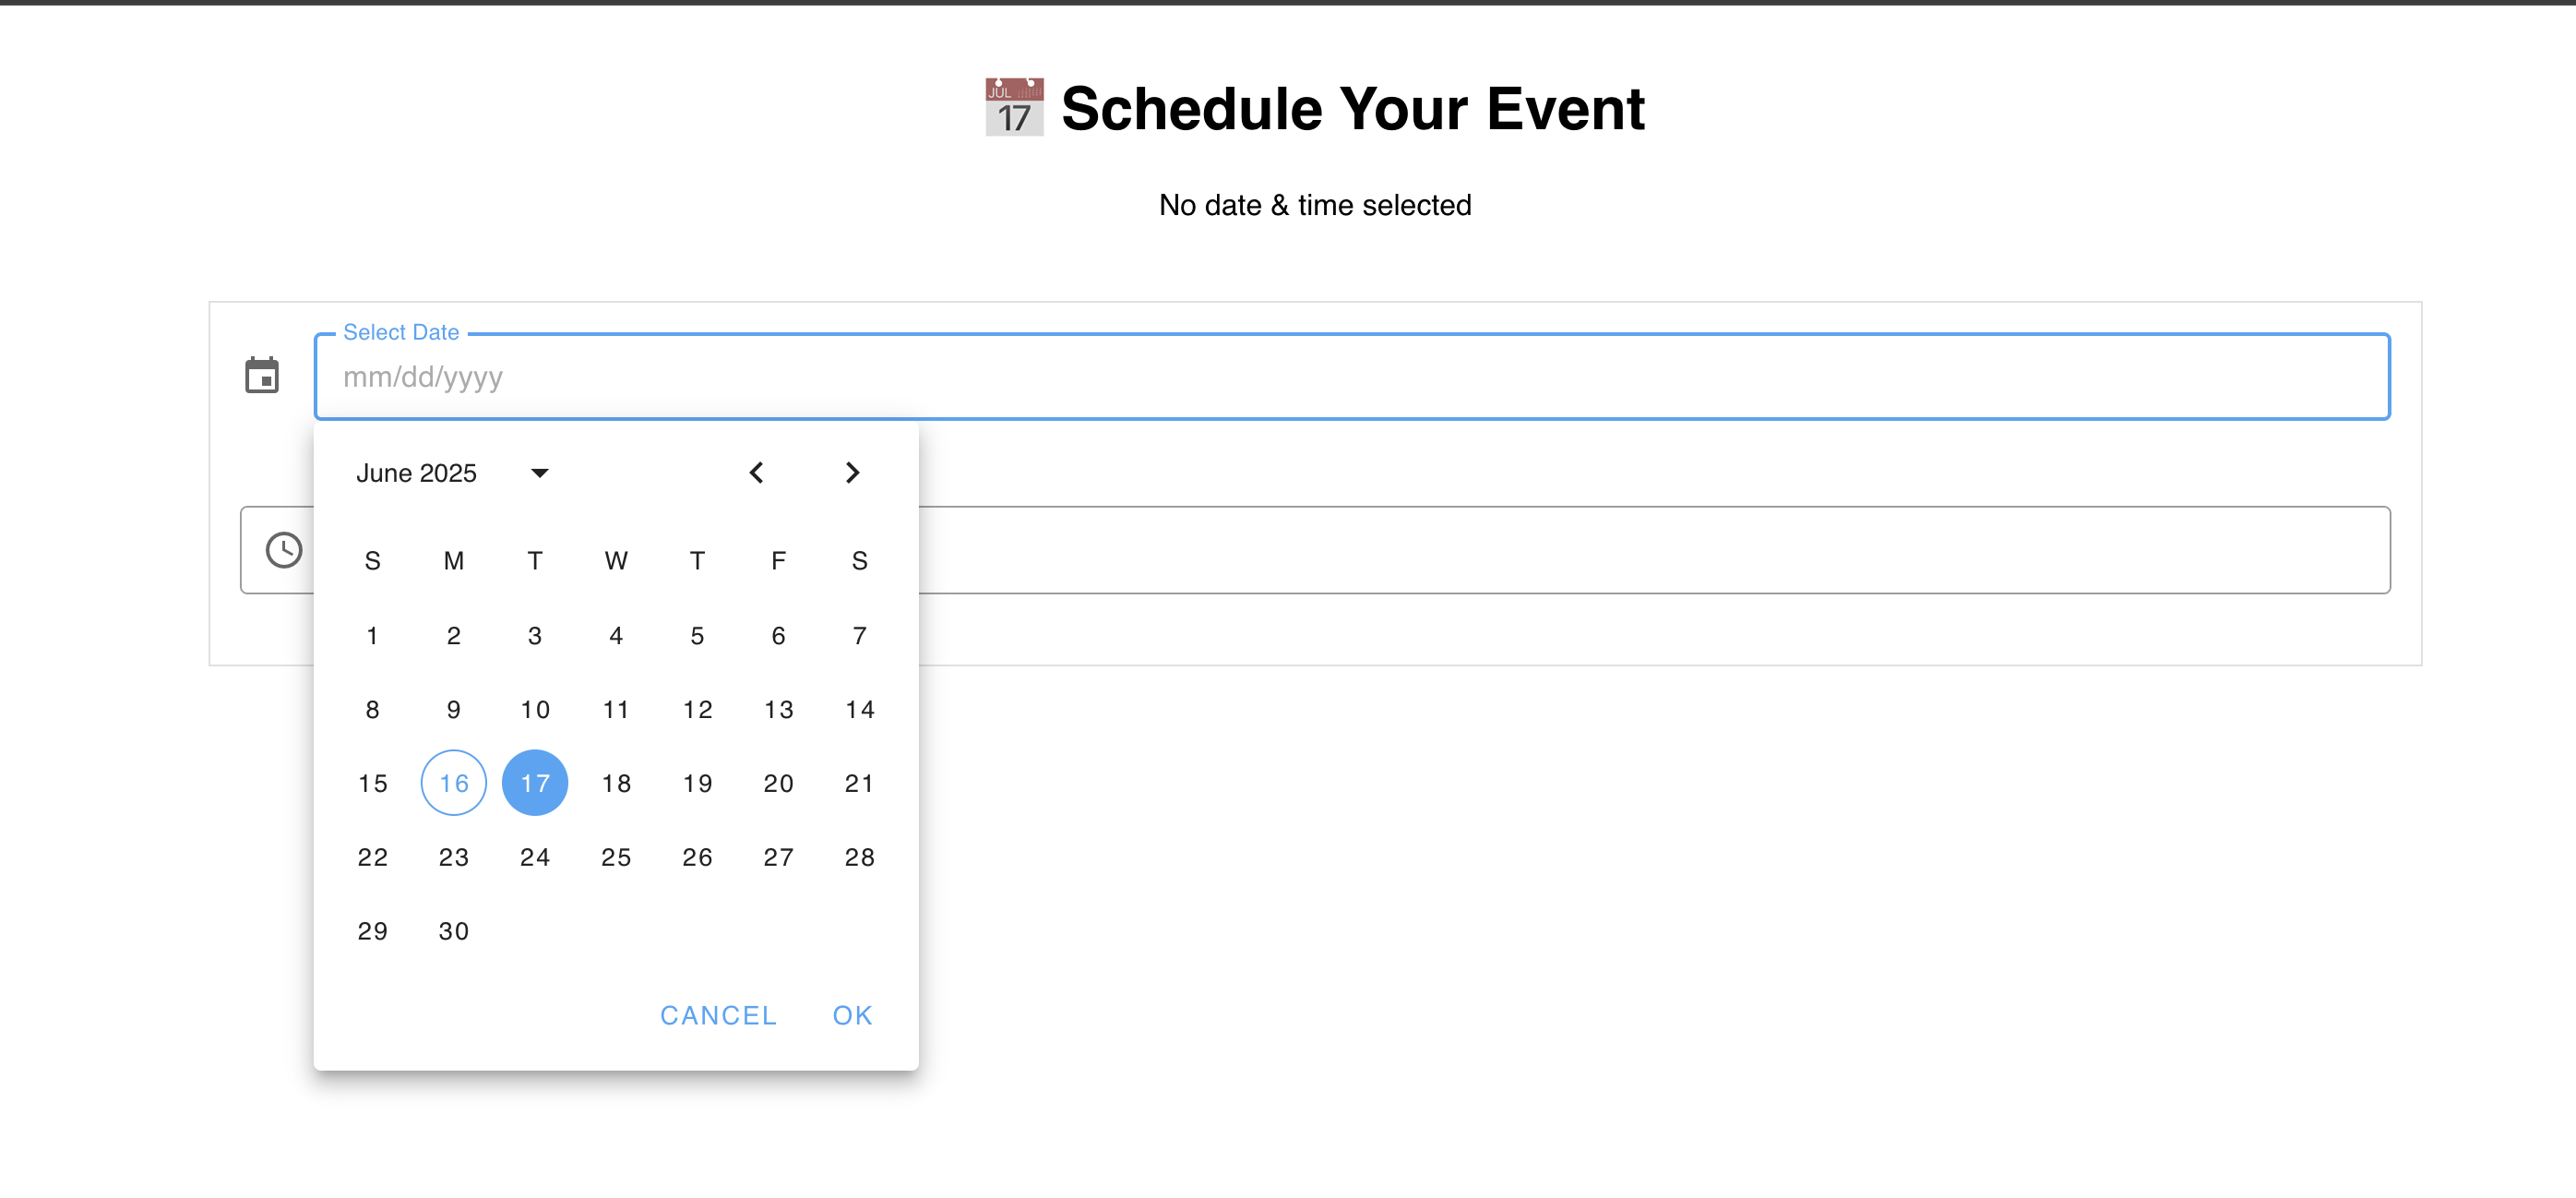 JUL
17
Schedule Your Event
No date & time selected
Select Date
mm/dd/yyyy
June 2025
S M T W T F S
1 2 3 4 5 6 7
8 9 10 11 12 13 14
15 16 17 18 19 20 21
22 23 24 25 26 27 28
29 30
CANCEL OK